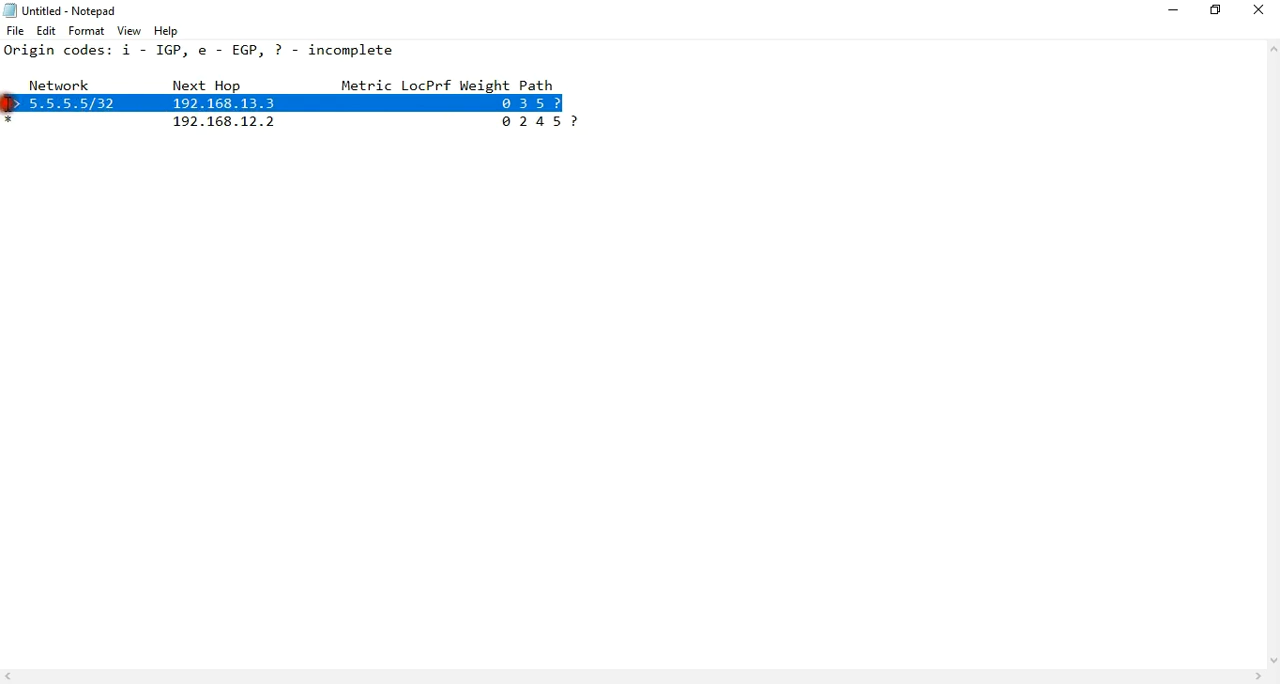 Untitled - Notepad
File Edit Format View Help
Origin codes: i - IGP, e - EGP, ? - incomplete
Network Next Hop Metric LocPrf Weight Path
> 5.5.5.5/32 192.168.13.3 0 3 5 ?
* 192.168.12.2 0 2 4 5 ?